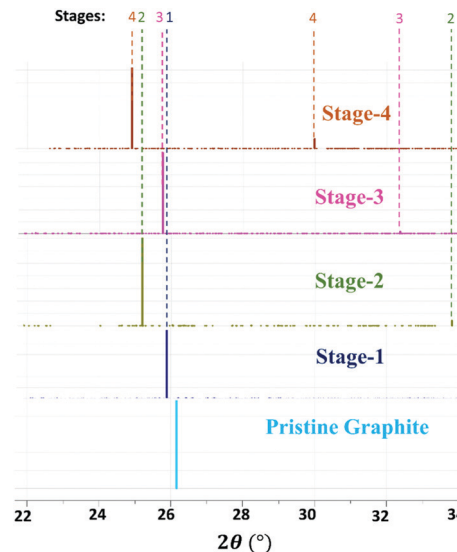 Stages:
4 2 3 1 4 3 2
Stage-4
Stage-3
Stage-2
Stage-1
Pristine Graphite
22 24 26 28 30 32 34
2θ (°)